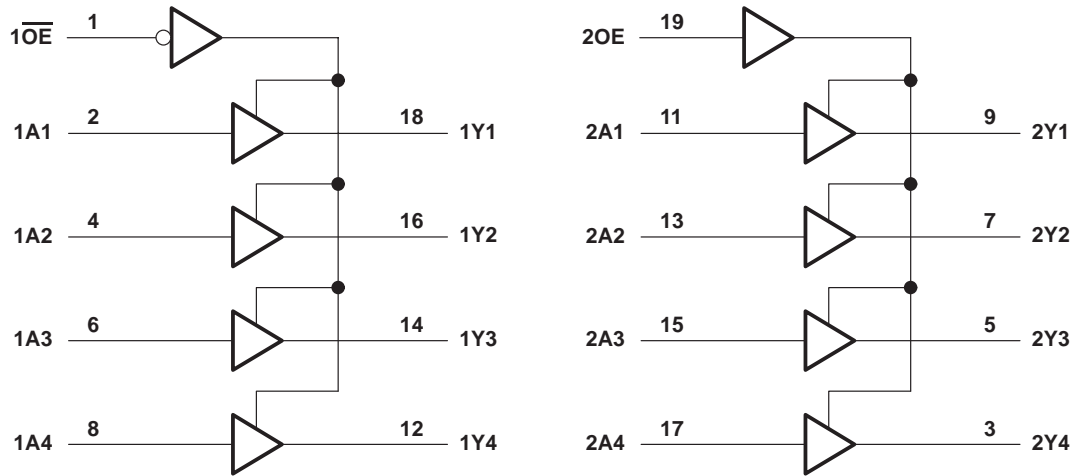 1O̅E̅ 1
2OE 19
1A1 2 18 1Y1
2A1 11 9 2Y1
1A2 4 16 1Y2
2A2 13 7 2Y2
1A3 6 14 1Y3
2A3 15 5 2Y3
1A4 8 12 1Y4
2A4 17 3 2Y4